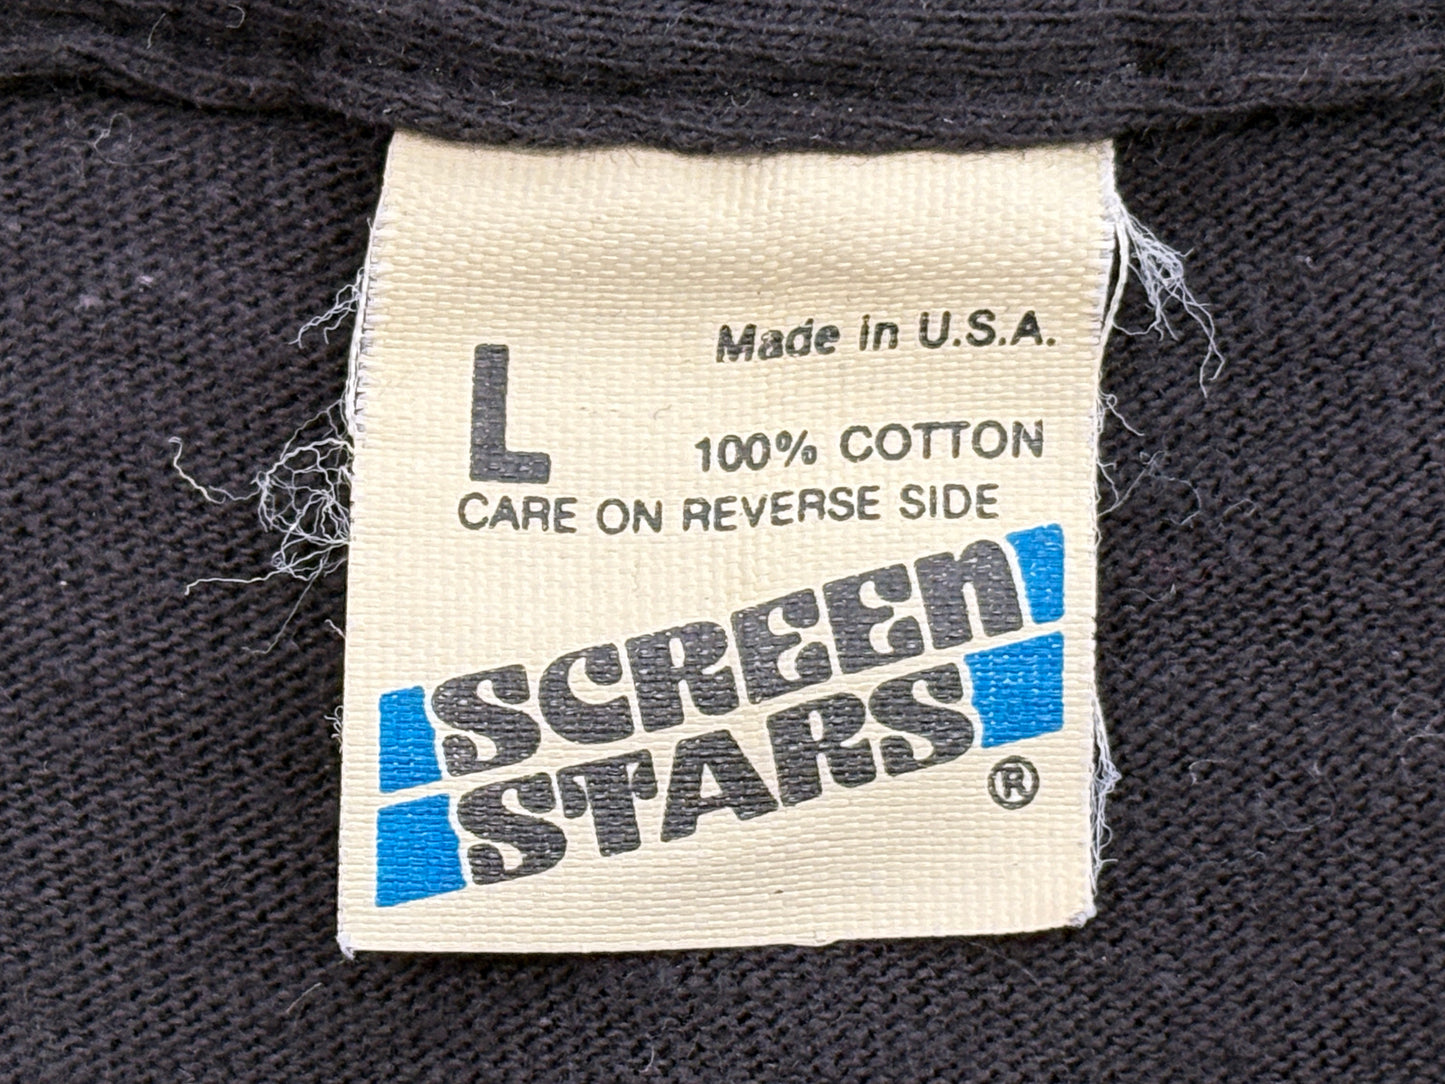 Made in U.S.A.
L
100% COTTON
CARE ON REVERSE SIDE
SCREEN
STARS
®